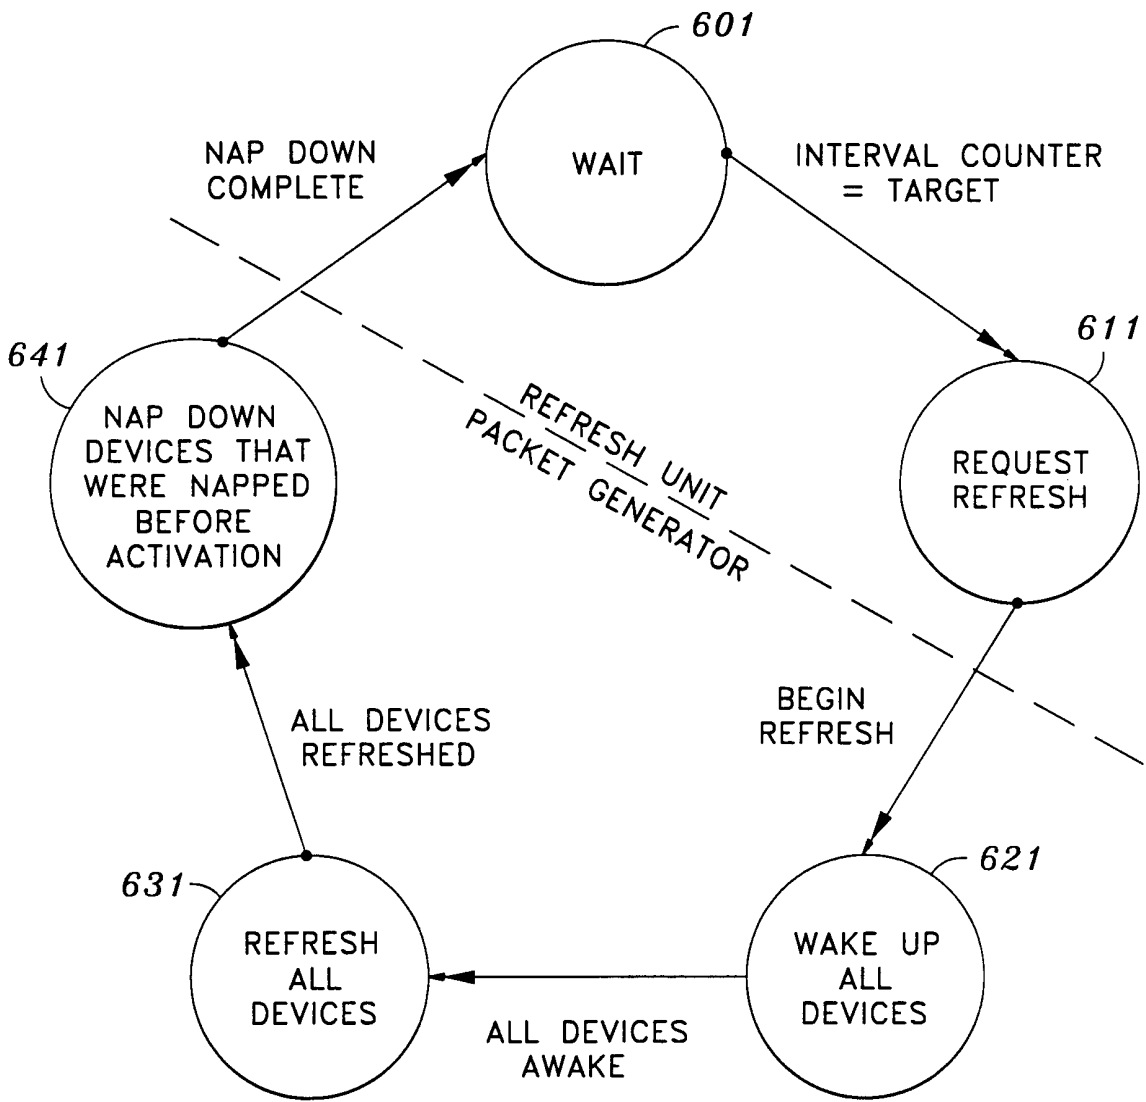 601
WAIT
NAP DOWN
COMPLETE
INTERVAL COUNTER
= TARGET
611
REQUEST
REFRESH
641
NAP DOWN
DEVICES THAT
WERE NAPPED
BEFORE
ACTIVATION
REFRESH UNIT
PACKET GENERATOR
BEGIN
REFRESH
ALL DEVICES
REFRESHED
621
WAKE UP
ALL
DEVICES
631
REFRESH
ALL
DEVICES
ALL DEVICES
AWAKE